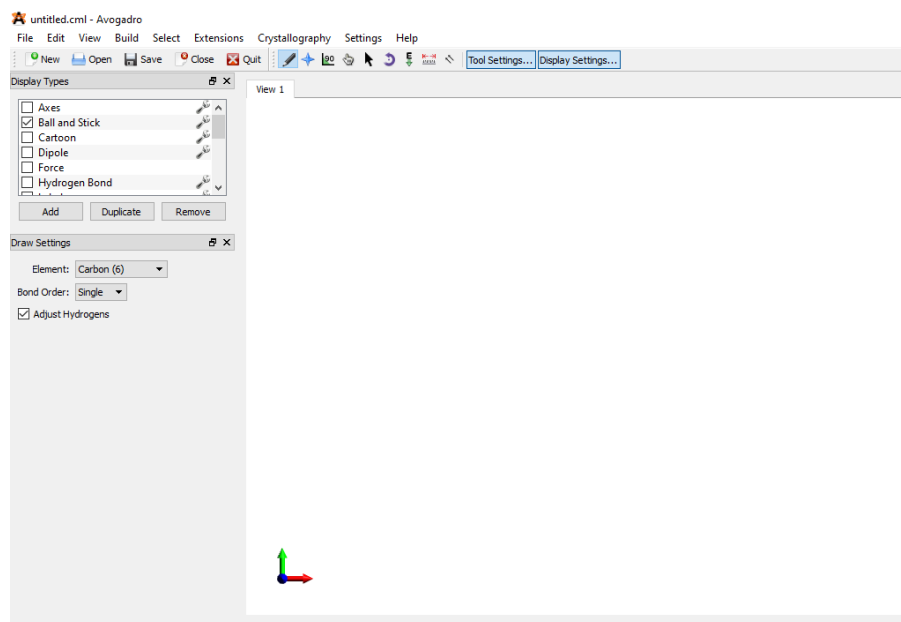 untitled.cml - Avogadro
File Edit View Build Select Extensions Crystallography Settings Help
New Open Save Close Quit 90 E Tool Settings... Display Settings...
Display Types
View 1
Axes
Ball and Stick
Cartoon
Dipole
Force
Hydrogen Bond
Add Duplicate Remove
Draw Settings
Element: Carbon (6)
Bond Order: Single
Adjust Hydrogens